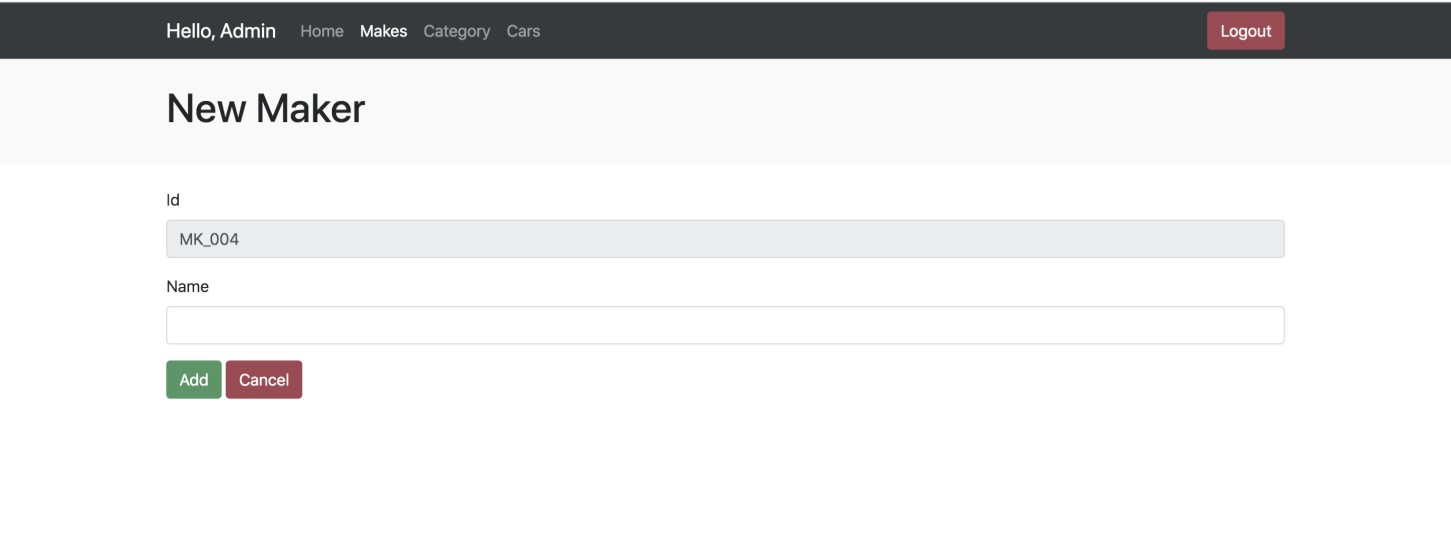 Hello, Admin Home Makes Category Cars Logout
New Maker
Id
MK_004
Name
Add Cancel